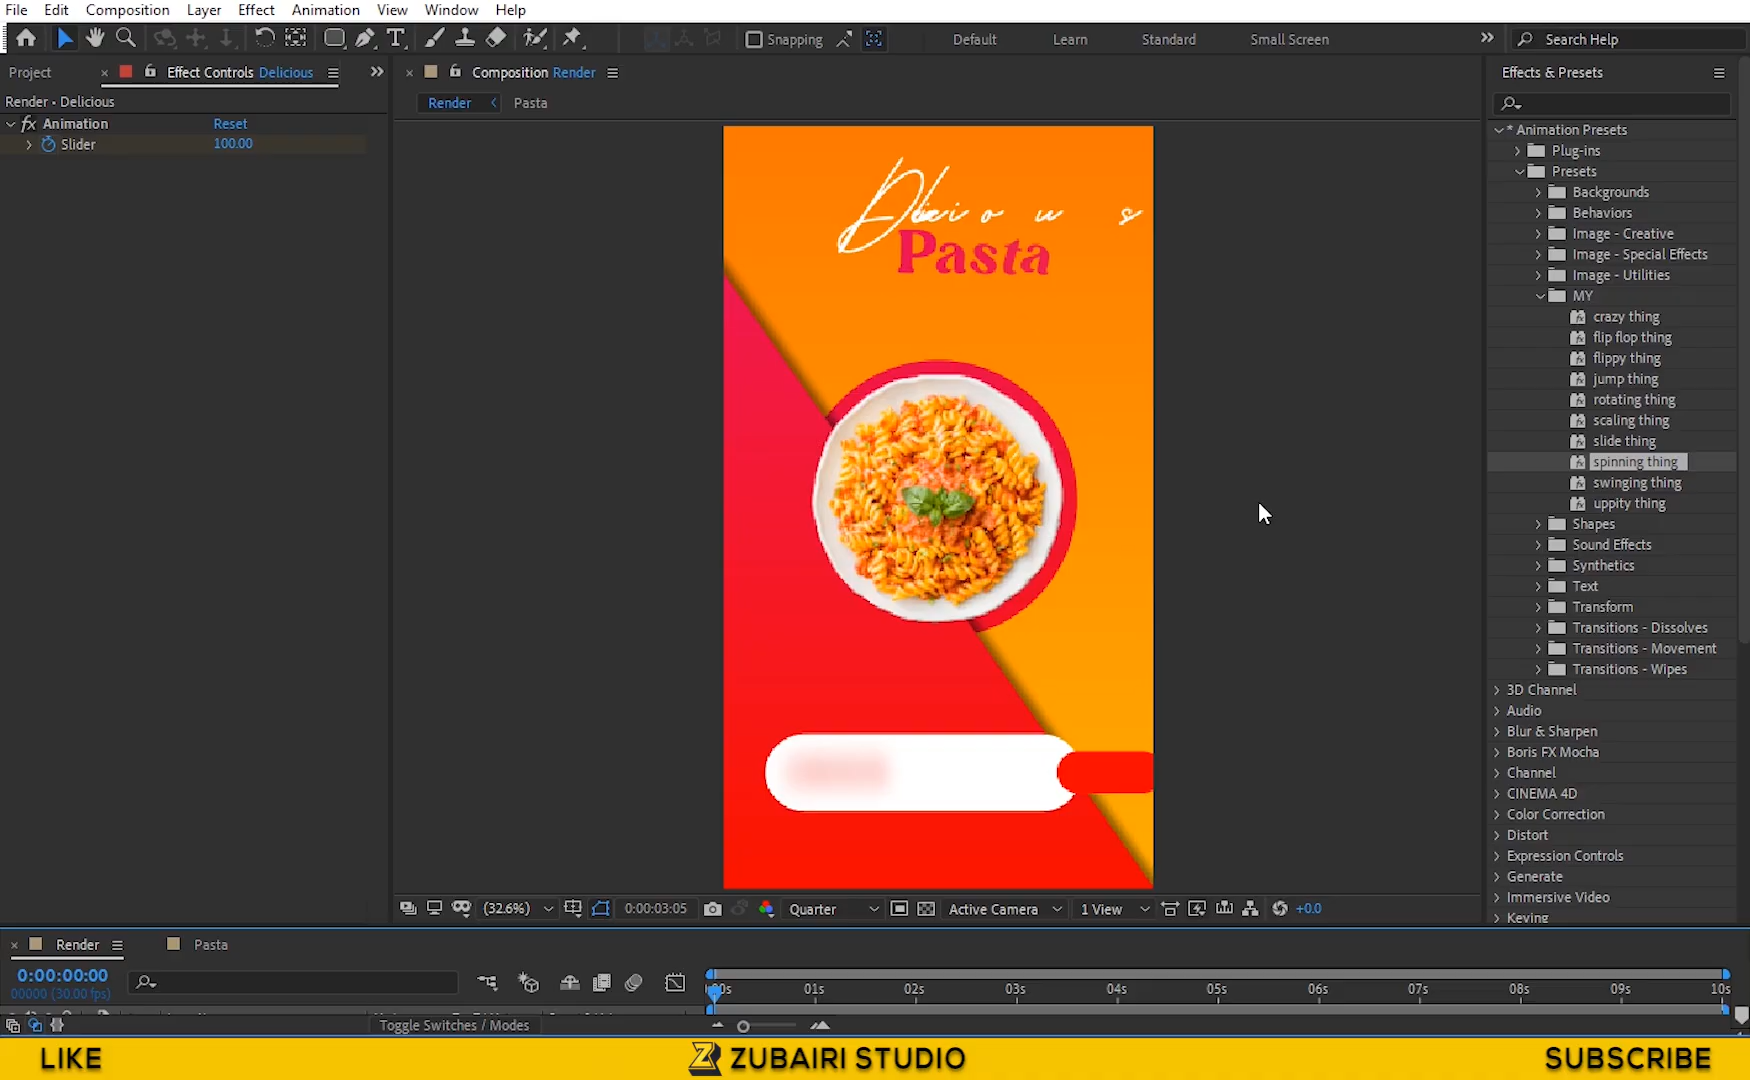 File Edit Composition Layer Effect Animation View Window Help
Snapping Default Learn Standard Small Screen Search Help
Project Effect Controls Delicious Composition Render Effects & Presets
Render Pasta
Render • Delicious
fx Animation Reset
Slider 100.00
Delicious
Pasta
* Animation Presets
Plug-ins
Presets
Backgrounds
Behaviors
Image - Creative
Image - Special Effects
Image - Utilities
MY
crazy thing
flip flop thing
flippy thing
jump thing
rotating thing
scaling thing
slide thing
spinning thing
swinging thing
uppity thing
Shapes
Sound Effects
Synthetics
Text
Transform
Transitions - Dissolves
Transitions - Movement
Transitions - Wipes
3D Channel
Audio
Blur & Sharpen
Boris FX Mocha
Channel
CINEMA 4D
Color Correction
Distort
Expression Controls
Generate
Immersive Video
Keying
(32.6%) 0:00:03:05 Quarter Active Camera 1 View +0.0
Render Pasta
0:00:00:00
00000 (30.00 fps)
00s 01s 02s 03s 04s 05s 06s 07s 08s 09s 10s
Toggle Switches / Modes
LIKE ZUBAIRI STUDIO SUBSCRIBE